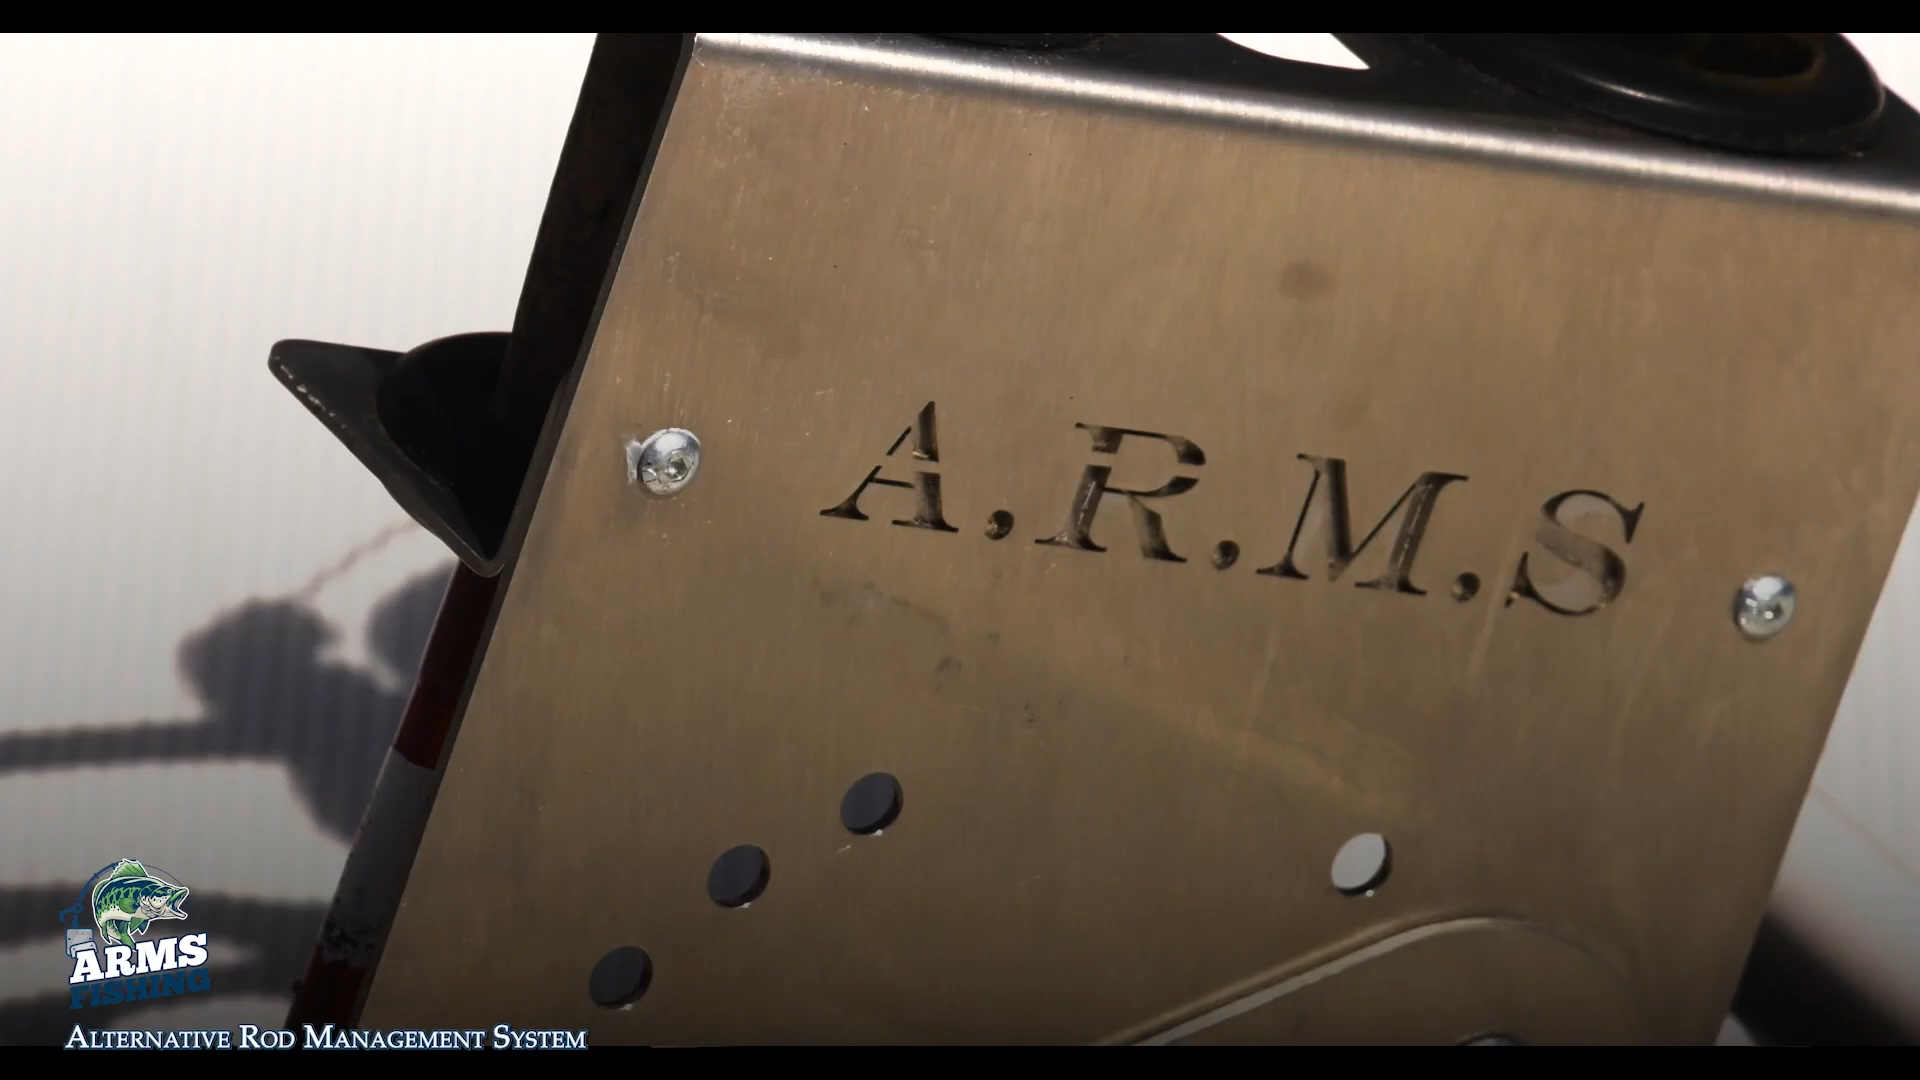 A.R.M.S
ARMS
FISHING
ALTERNATIVE ROD MANAGEMENT SYSTEM